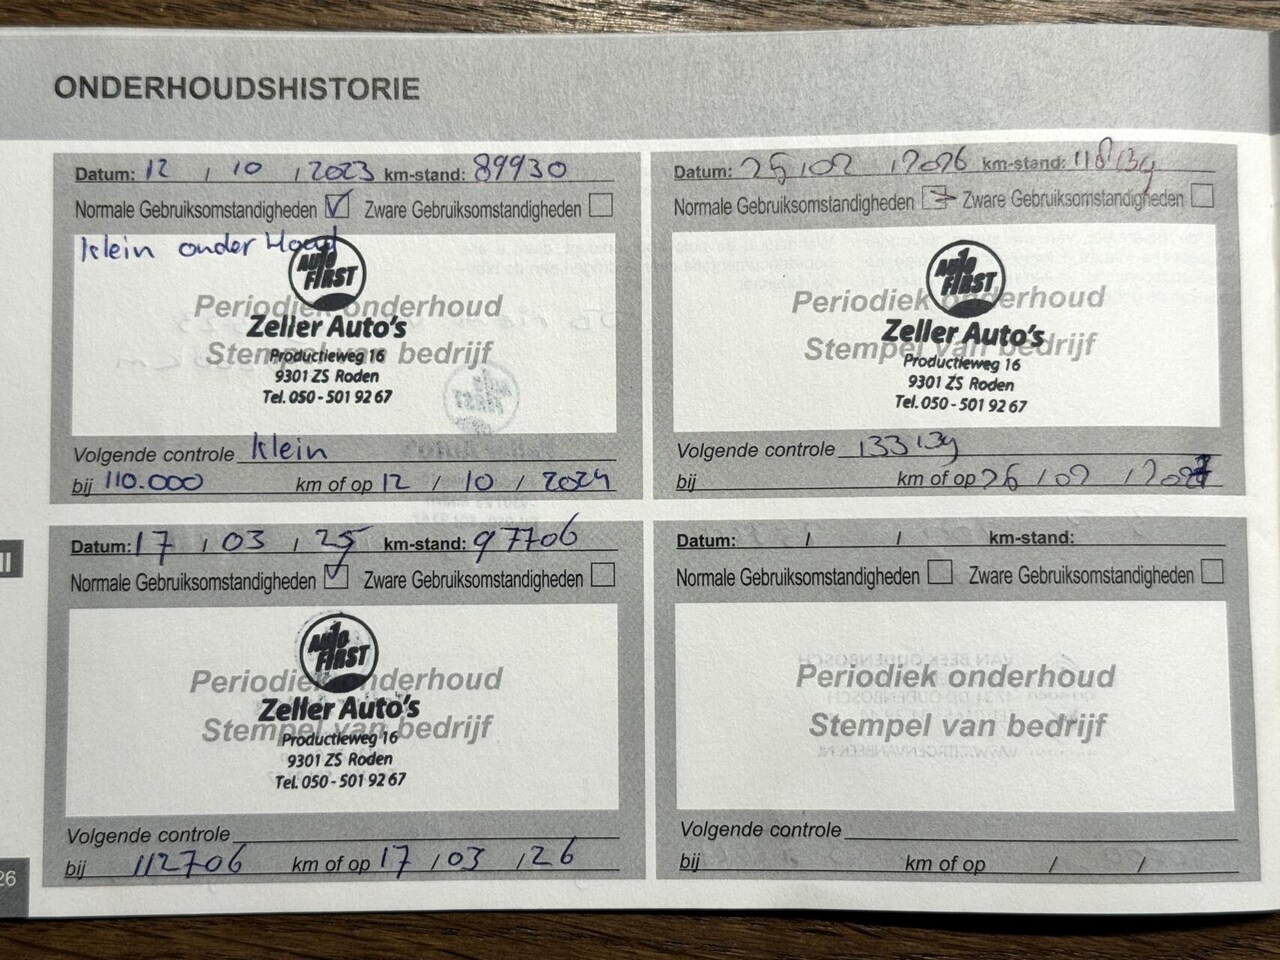 ONDERHOUDSHISTORIE
Datum: 12 / 10 / 2023 km-stand: 89930
Normale Gebruiksomstandigheden Zware Gebruiksomstandigheden
klein onder Houd
AUTO FIRST
Periodiek onderhoud
Zeller Auto's
Stempel van bedrijf
Productieweg 16
9301 ZS Roden
Tel. 050 - 501 92 67
Volgende controle klein
bij 110.000 km of op 12 / 10 / 2024
Datum: 17 / 03 / 25 km-stand: 97706
Normale Gebruiksomstandigheden Zware Gebruiksomstandigheden
AUTO FIRST
Periodiek onderhoud
Zeller Auto's
Stempel van bedrijf
Productieweg 16
9301 ZS Roden
Tel. 050 - 501 92 67
Volgende controle
bij 112706 km of op 17 / 03 / 26
Datum: / 02 / 2026 km-stand: 118139
Normale Gebruiksomstandigheden Zware Gebruiksomstandigheden
AUTO FIRST
Periodiek onderhoud
Zeller Auto's
Stempel van bedrijf
Productieweg 16
9301 ZS Roden
Tel. 050 - 501 92 67
Volgende controle 133139
bij km of op 26 / 02 / 2027
Datum: / / km-stand:
Normale Gebruiksomstandigheden Zware Gebruiksomstandigheden
Periodiek onderhoud
Stempel van bedrijf
Volgende controle
bij km of op / /
26